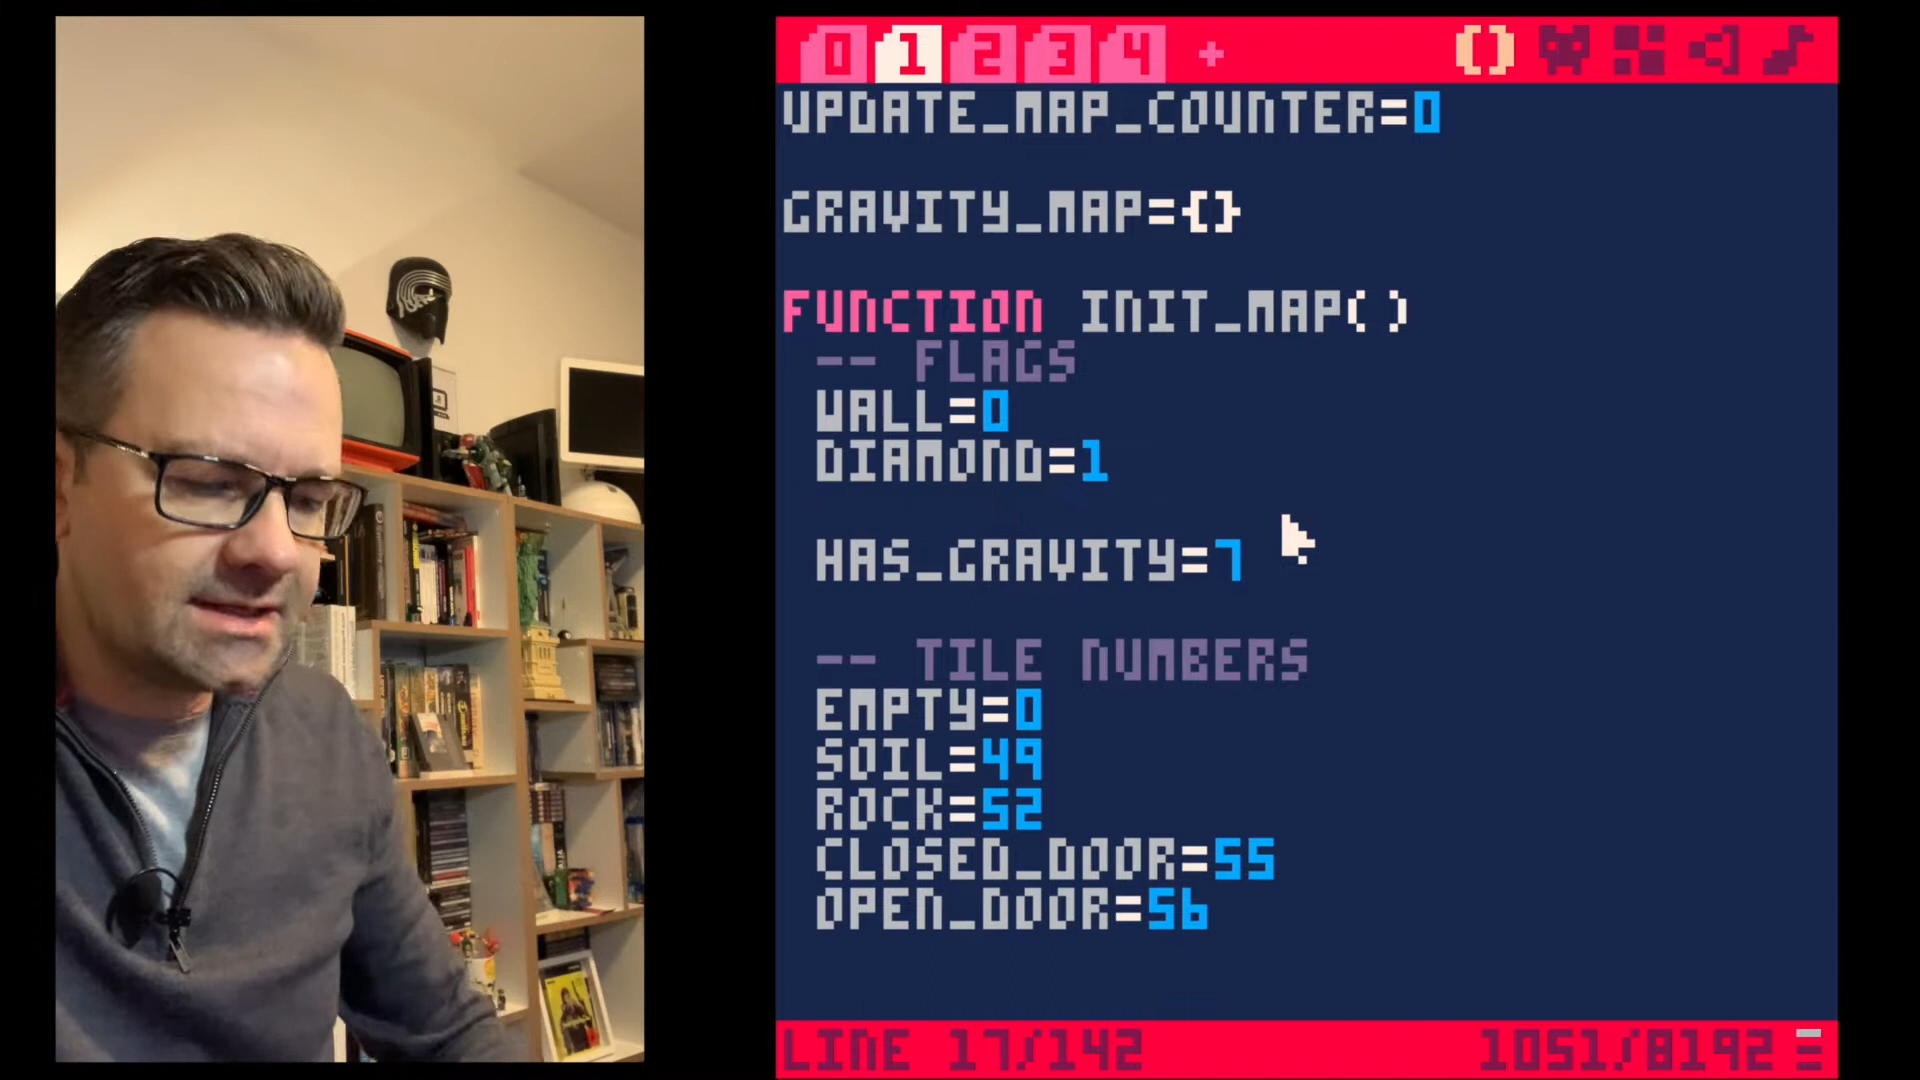 0 1 2 3 4 +
UPDATE_MAP_COUNTER=0
GRAVITY_MAP={}
FUNCTION INIT_MAP()
-- FLAGS
WALL=0
DIAMOND=1
HAS_GRAVITY=7
-- TILE NUMBERS
EMPTY=0
SOIL=49
ROCK=52
CLOSED_DOOR=55
OPEN_DOOR=56
LINE 17/142
1051/8192